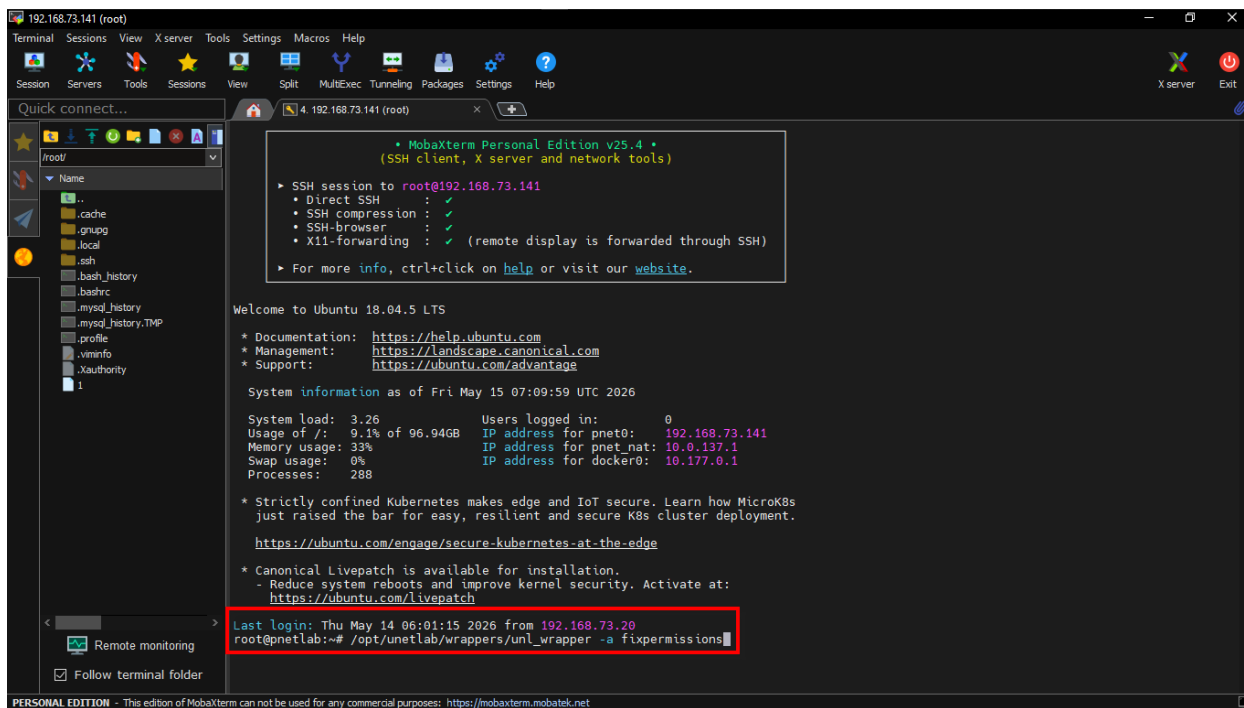 192.168.73.141 (root)
Terminal Sessions View X server Tools Settings Macros Help
Session Servers Tools Sessions View Split MultiExec Tunneling Packages Settings Help X server Exit
Quick connect...
4. 192.168.73.141 (root)
/root/
Name
..
.cache
.gnupg
.local
.ssh
.bash_history
.bashrc
.mysql_history
.mysql_history.TMP
.profile
.viminfo
.Xauthority
1
Remote monitoring
Follow terminal folder
• MobaXterm Personal Edition v25.4 •
(SSH client, X server and network tools)
► SSH session to root@192.168.73.141
• Direct SSH : ✔
• SSH compression : ✔
• SSH-browser : ✔
• X11-forwarding : ✔ (remote display is forwarded through SSH)
► For more info, ctrl+click on help or visit our website.
Welcome to Ubuntu 18.04.5 LTS
* Documentation: https://help.ubuntu.com
* Management: https://landscape.canonical.com
* Support: https://ubuntu.com/advantage
System information as of Fri May 15 07:09:59 UTC 2026
System load: 3.26 Users logged in: 0
Usage of /: 9.1% of 96.94GB IP address for pnet0: 192.168.73.141
Memory usage: 33% IP address for pnet_nat: 10.0.137.1
Swap usage: 0% IP address for docker0: 10.177.0.1
Processes: 288
* Strictly confined Kubernetes makes edge and IoT secure. Learn how MicroK8s
just raised the bar for easy, resilient and secure K8s cluster deployment.
https://ubuntu.com/engage/secure-kubernetes-at-the-edge
* Canonical Livepatch is available for installation.
- Reduce system reboots and improve kernel security. Activate at:
https://ubuntu.com/livepatch
Last login: Thu May 14 06:01:15 2026 from 192.168.73.20
root@pnetlab:~# /opt/unetlab/wrappers/unl_wrapper -a fixpermissions
PERSONAL EDITION - This edition of MobaXterm can not be used for any commercial purposes: https://mobaxterm.mobatek.net